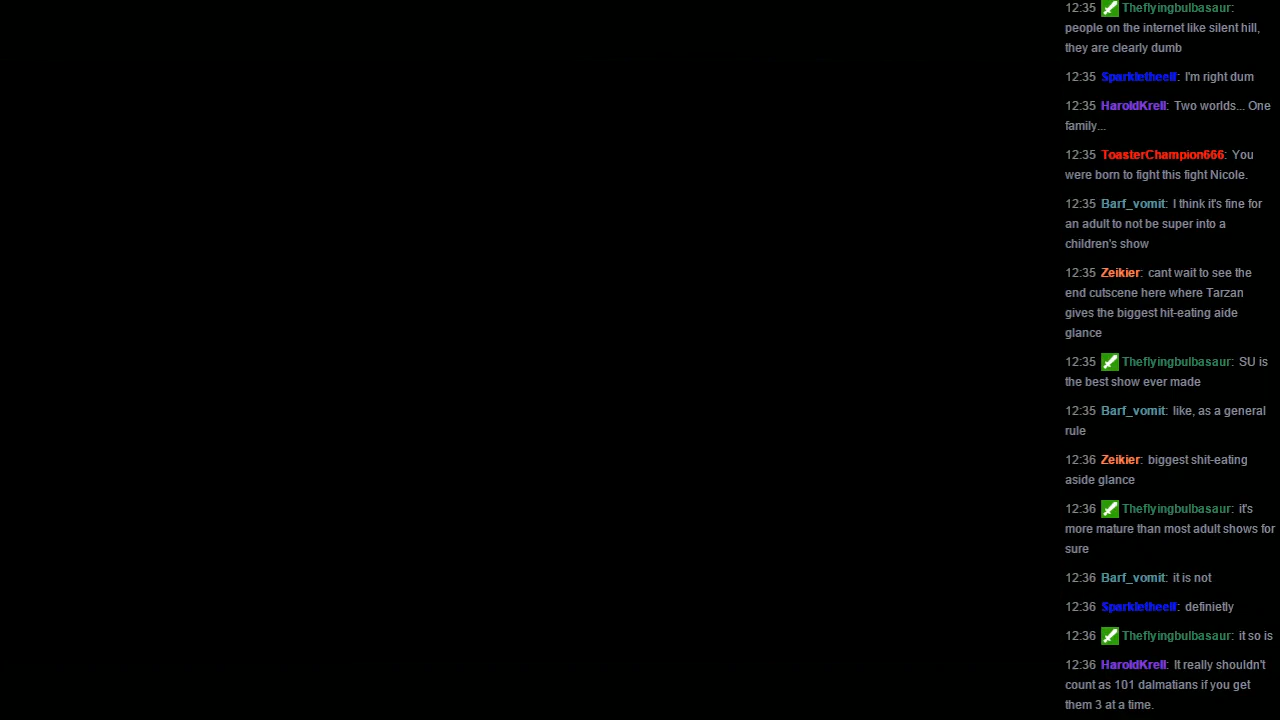 12:35 Theflyingbulbasaur:
people on the internet like silent hill,
they are clearly dumb
12:35 Sparkletheelf: I'm right dum
12:35 HaroldKrell: Two worlds... One
family...
12:35 ToasterChampion666: You
were born to fight this fight Nicole.
12:35 Barf_vomit: I think it's fine for
an adult to not be super into a
children's show
12:35 Zeikier: cant wait to see the
end cutscene here where Tarzan
gives the biggest hit-eating aide
glance
12:35 Theflyingbulbasaur: SU is
the best show ever made
12:35 Barf_vomit: like, as a general
rule
12:36 Zeikier: biggest shit-eating
aside glance
12:36 Theflyingbulbasaur: it's
more mature than most adult shows for
sure
12:36 Barf_vomit: it is not
12:36 Sparkletheelf: definietly
12:36 Theflyingbulbasaur: it so is
12:36 HaroldKrell: It really shouldn't
count as 101 dalmatians if you get
them 3 at a time.